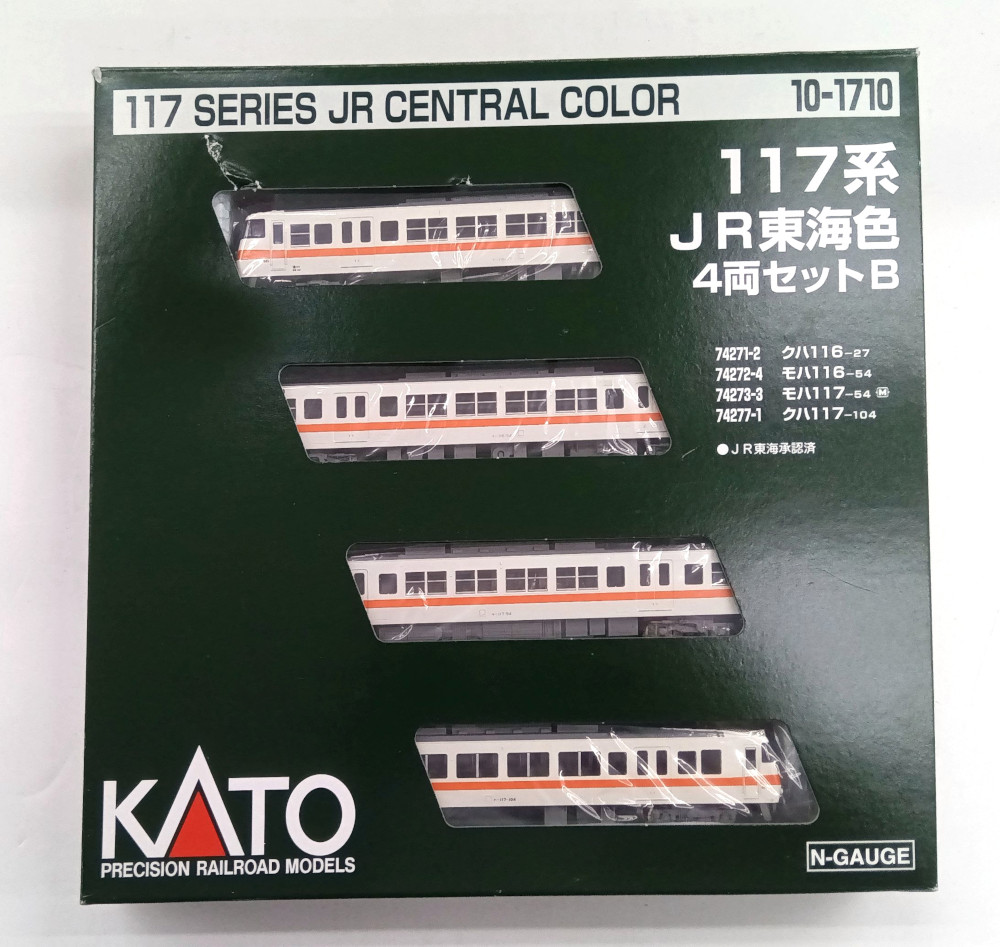 117 SERIES JR CENTRAL COLOR 10-1710
117系
JR東海色
4両セットB
74271-2 クハ116-27
74272-4 モハ116-54
74273-3 モハ117-54 M
74277-1 クハ117-104
●JR東海承認済
KATO
PRECISION RAILROAD MODELS
N-GAUGE